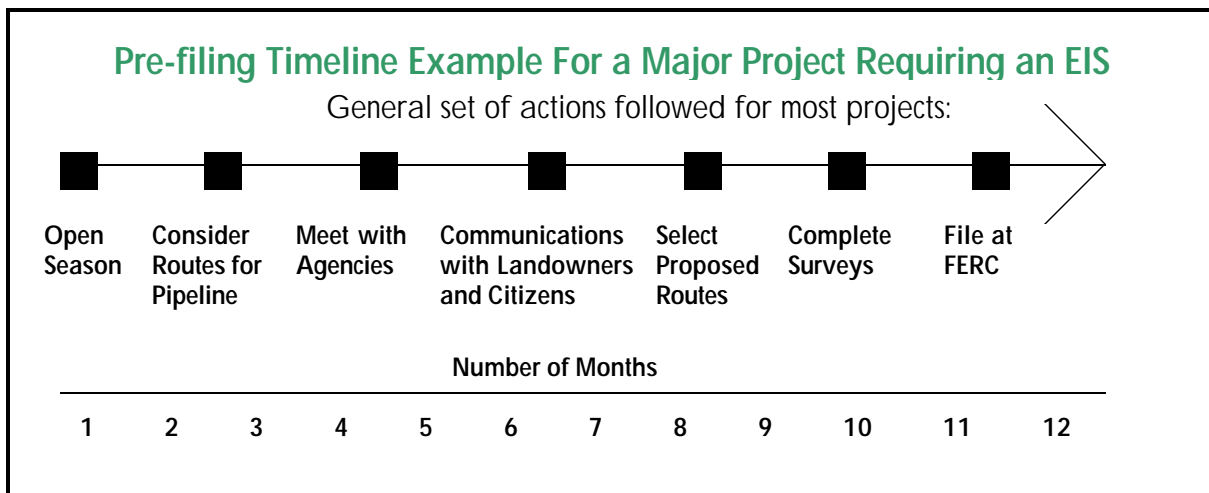 Pre-filing Timeline Example For a Major Project Requiring an EIS
General set of actions followed for most projects:
Open
Season
Consider
Routes for
Pipeline
Meet with
Agencies
Communications
with Landowners
and Citizens
Select
Proposed
Routes
Complete
Surveys
File at
FERC
Number of Months
1 2 3 4 5 6 7 8 9 10 11 12